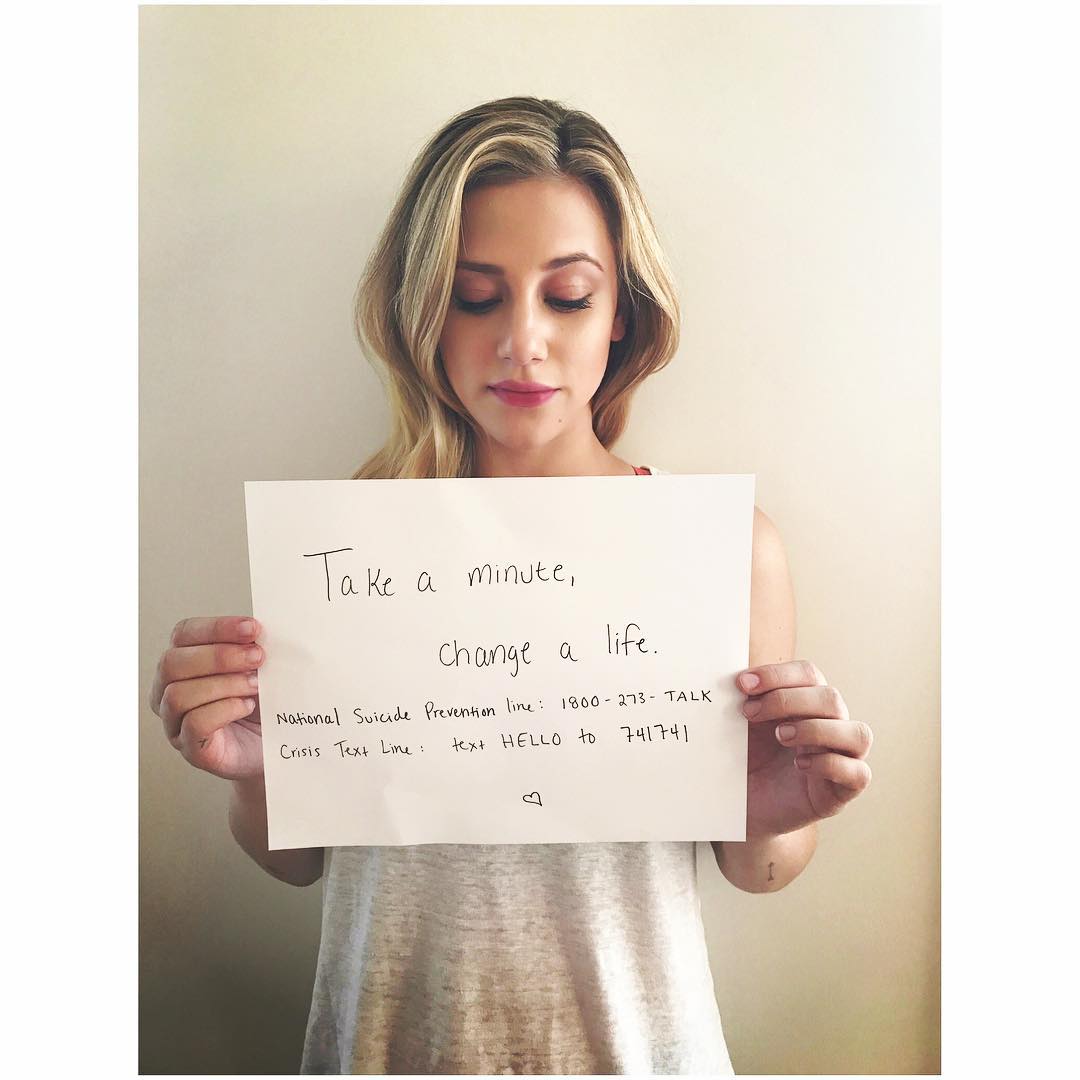 Take a minute,
change a life.
National Suicide Prevention line: 1800-273-TALK
Crisis Text Line: text HELLO to 741741